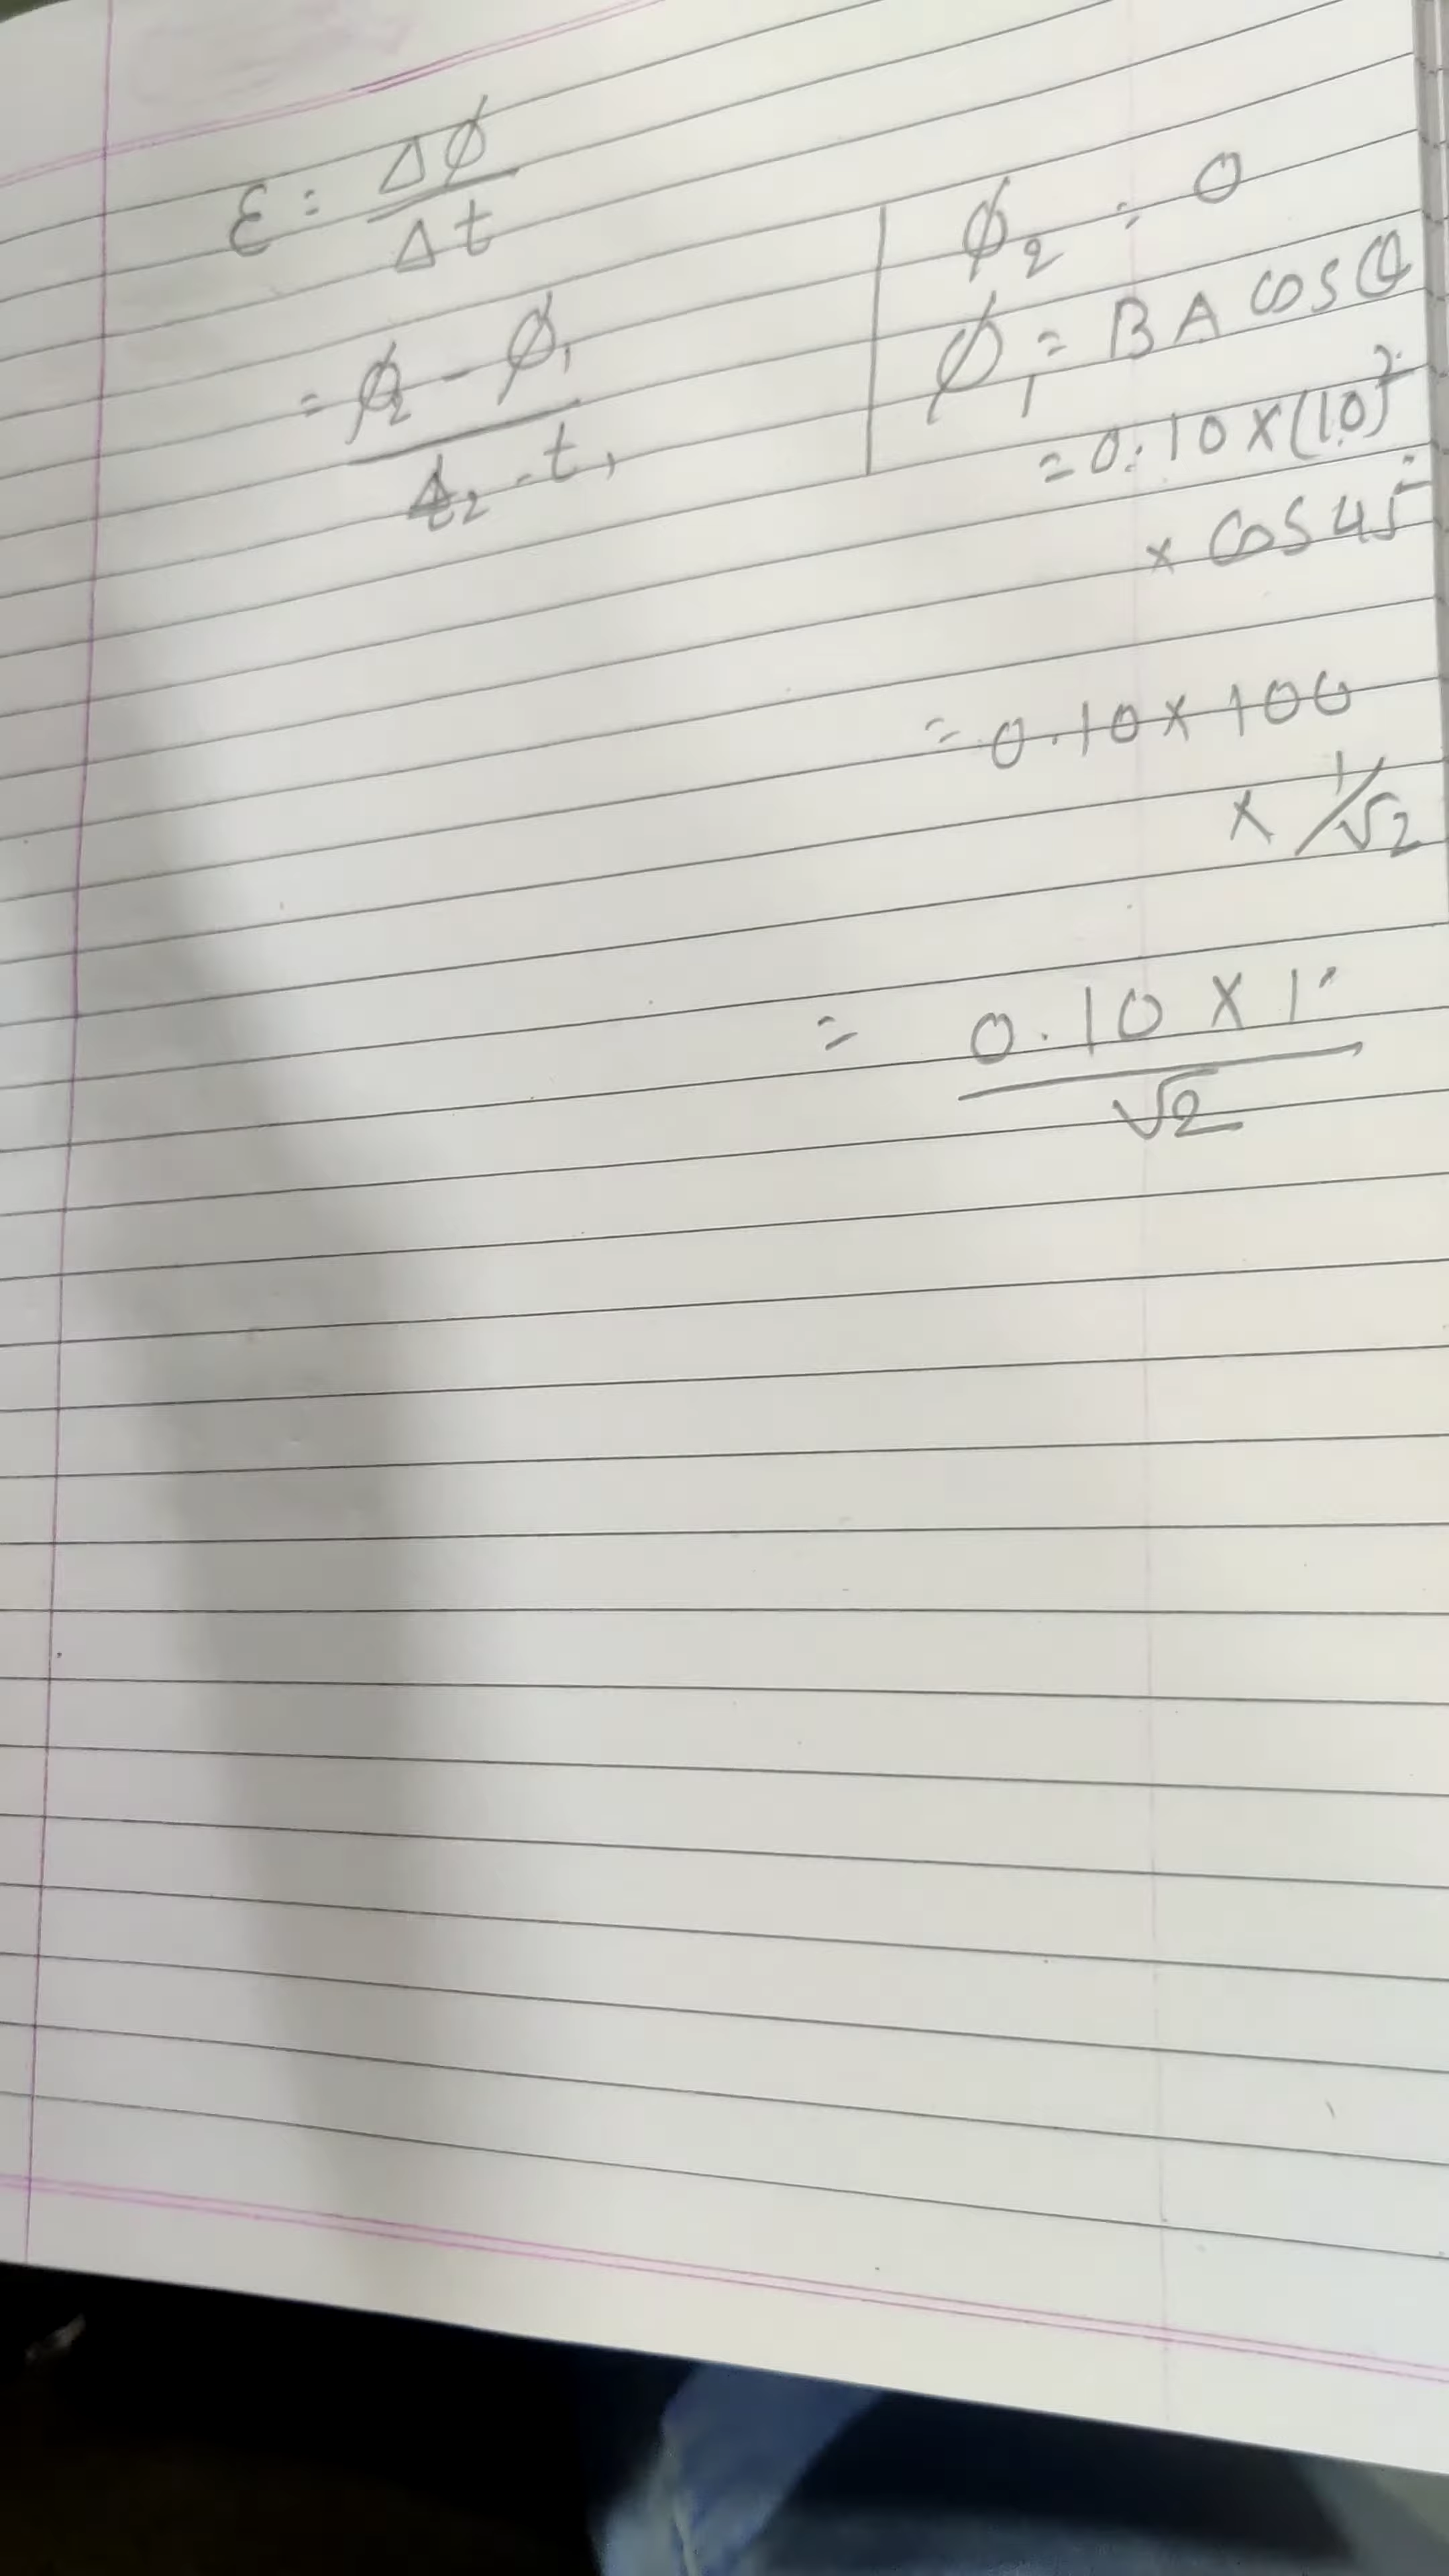 ε = Δϕ / Δt
= ϕ₂ - ϕ₁ / t₂ - t₁
ϕ₂ = 0
ϕ₁ = BA cosθ
= 0.10 × (10)²
× cos 45
= 0.10 × 100
× 1/√2
= 0.10 × 1 / √2